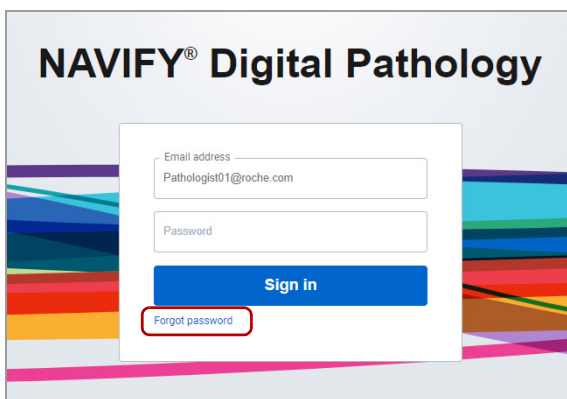 NAVIFY® Digital Pathology
Email address
Pathologist01@roche.com
Password
Sign in
Forgot password